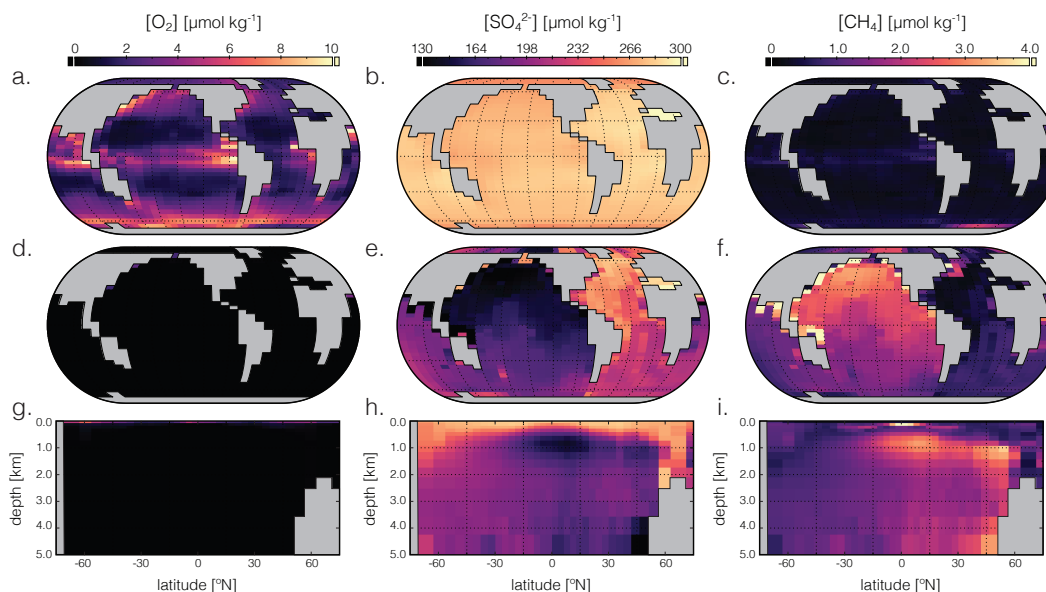 [O₂] [μmol kg⁻¹]
[SO₄²⁻] [μmol kg⁻¹]
[CH₄] [μmol kg⁻¹]
0 2 4 6 8 10
130 164 198 232 266 300
0 1.0 2.0 3.0 4.0
a.
b.
c.
d.
e.
f.
g.
h.
i.
depth [km]
0.0
1.0
2.0
3.0
4.0
5.0
-60 -30 0 30 60
latitude [°N]
depth [km]
0.0
1.0
2.0
3.0
4.0
5.0
-60 -30 0 30 60
latitude [°N]
depth [km]
0.0
1.0
2.0
3.0
4.0
5.0
-60 -30 0 30 60
latitude [°N]